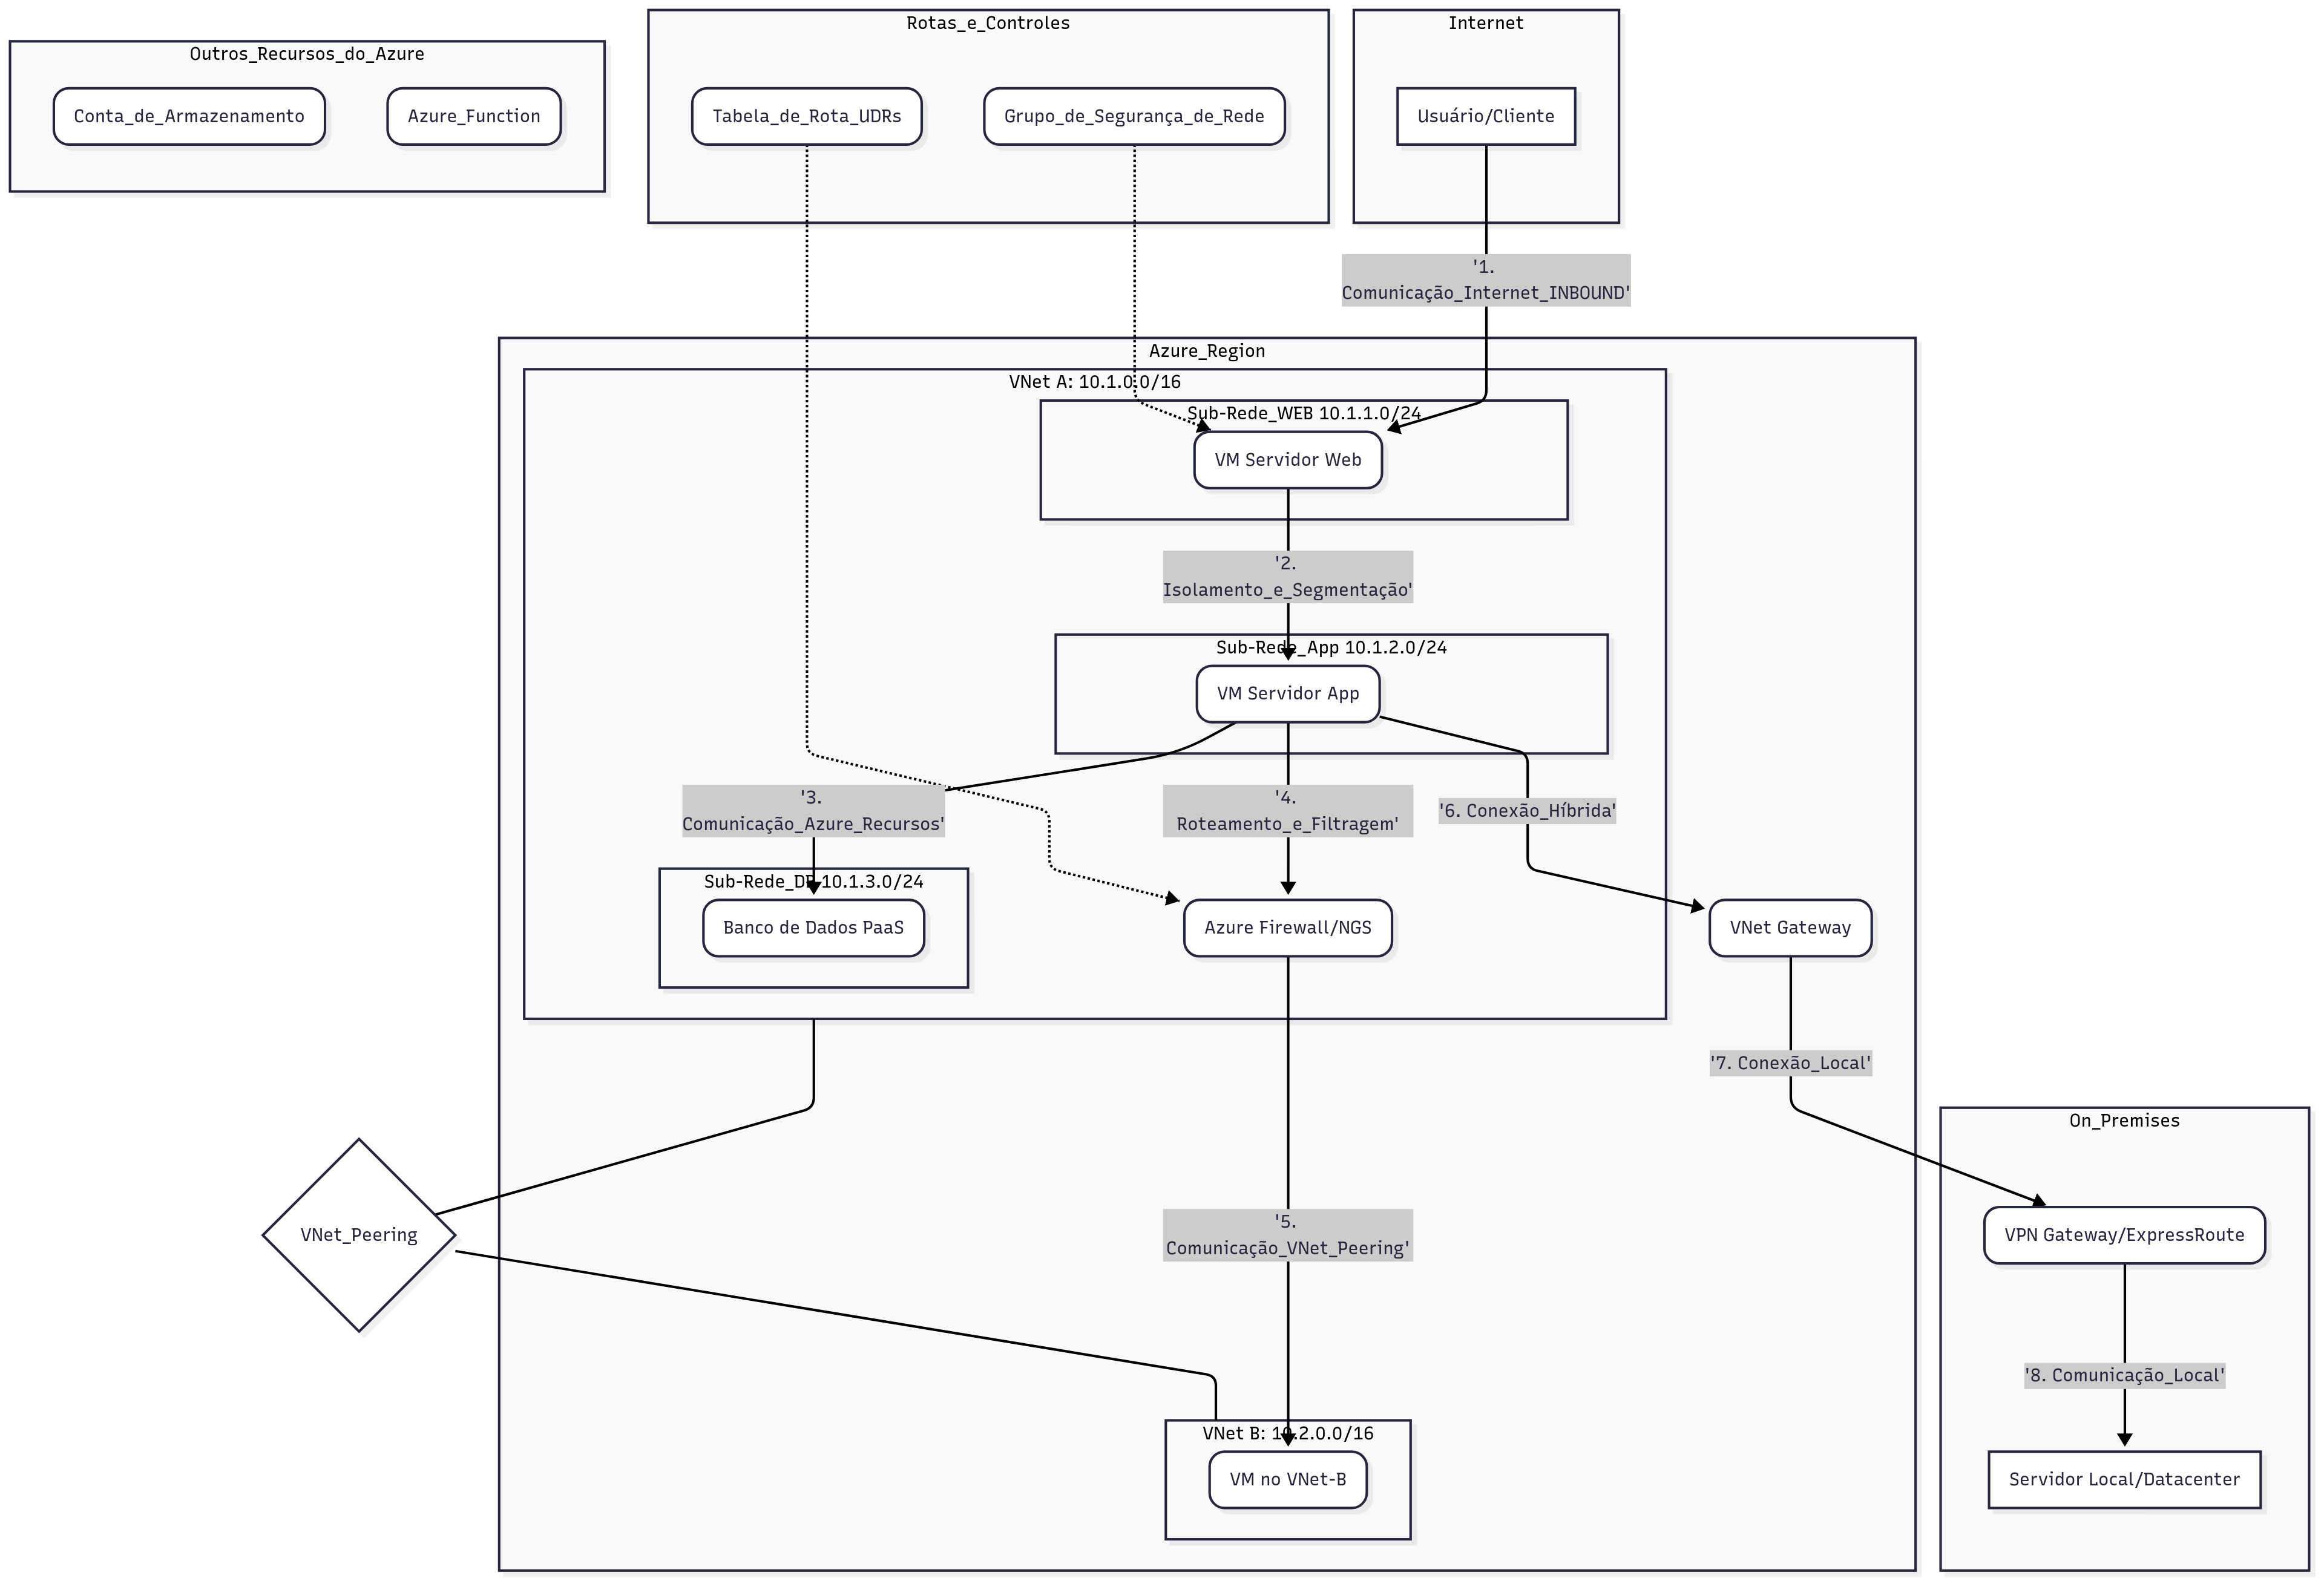 Rotas_e_Controles
Internet
Outros_Recursos_do_Azure
Conta_de_Armazenamento
Azure_Function
Tabela_de_Rota_UDRs
Grupo_de_Segurança_de_Rede
Usuário/Cliente
'1.
Comunicação_Internet_INBOUND'
Azure_Region
VNet A: 10.1.0.0/16
Sub-Rede_WEB 10.1.1.0/24
VM Servidor Web
'2.
Isolamento_e_Segmentação'
Sub-Rede_App 10.1.2.0/24
VM Servidor App
'3.
Comunicação_Azure_Recursos'
'4.
Roteamento_e_Filtragem'
'6. Conexão_Híbrida'
Sub-Rede_DB 10.1.3.0/24
Banco de Dados PaaS
Azure Firewall/NGS
VNet Gateway
'7. Conexão_Local'
On_Premises
VNet_Peering
'5.
Comunicação_VNet_Peering'
VPN Gateway/ExpressRoute
'8. Comunicação_Local'
VNet B: 10.2.0.0/16
VM no VNet-B
Servidor Local/Datacenter